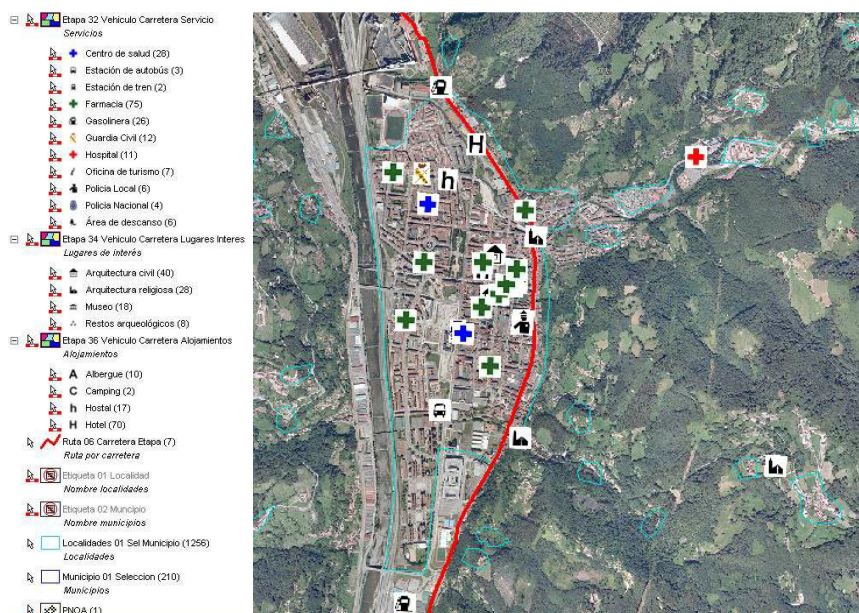 Etapa 32 Vehiculo Carretera Servicio
Servicios
Centro de salud (28)
Estación de autobús (3)
Estación de tren (2)
Farmacia (75)
Gasolinera (26)
Guardia Civil (12)
Hospital (11)
Oficina de turismo (7)
Policia Local (6)
Policia Nacional (4)
Área de descanso (6)
Etapa 34 Vehiculo Carretera Lugares Interes
Lugares de interés
Arquitectura civil (40)
Arquitectura religiosa (28)
Museo (18)
Restos arqueológicos (8)
Etapa 36 Vehiculo Carretera Alojamientos
Alojamientos
A Albergue (10)
C Camping (2)
h Hostal (17)
H Hotel (70)
Ruta 06 Carretera Etapa (7)
Ruta por carretera
Etiqueta 01 Localidad
Nombre localidades
Etiqueta 02 Muncipio
Nombre municipios
Localidades 01 Sel Municipio (1256)
Localidades
Municipio 01 Seleccion (210)
Municipios
PNOA (1)
H
h